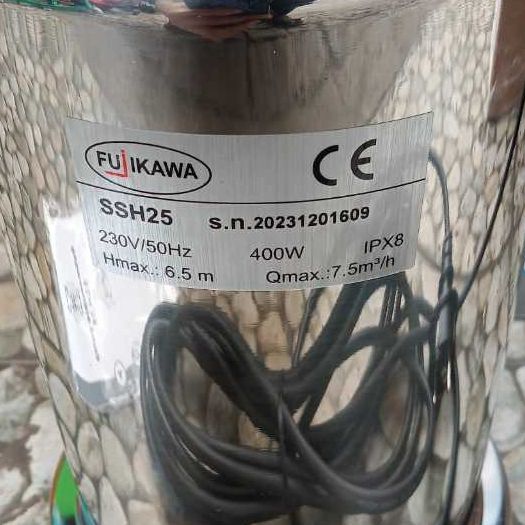 FUJIKAWA
CE
SSH25 s.n.20231201609
230V/50Hz 400W IPX8
Hmax.: 6.5 m Qmax.:7.5m³/h